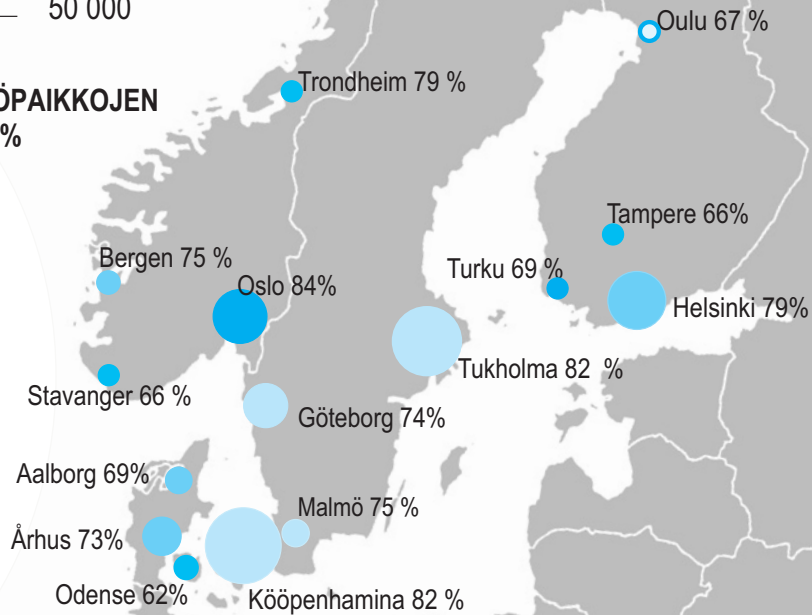 50 000
ÖPAIKKOJEN
%
Oulu 67 %
Trondheim 79 %
Tampere 66%
Bergen 75 %
Turku 69 %
Oslo 84%
Helsinki 79%
Tukholma 82 %
Stavanger 66 %
Göteborg 74%
Aalborg 69%
Malmö 75 %
Århus 73%
Odense 62%
Kööpenhamina 82 %